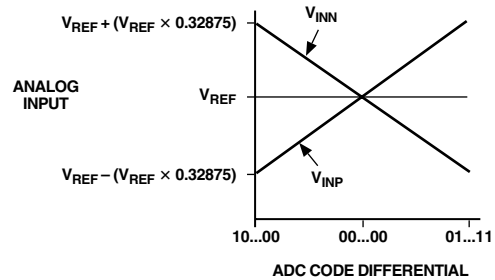 V_INN
V_REF + (V_REF × 0.32875)
ANALOG
INPUT
V_REF
V_REF – (V_REF × 0.32875)
V_INP
10...00
00...00
01...11
ADC CODE DIFFERENTIAL